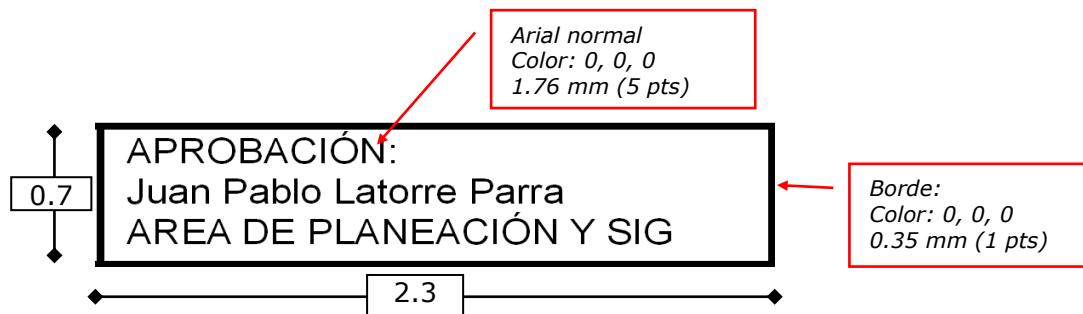 Arial normal
Color: 0, 0, 0
1.76 mm (5 pts)
APROBACIÓN:
Juan Pablo Latorre Parra
AREA DE PLANEACIÓN Y SIG
0.7
Borde:
Color: 0, 0, 0
0.35 mm (1 pts)
2.3